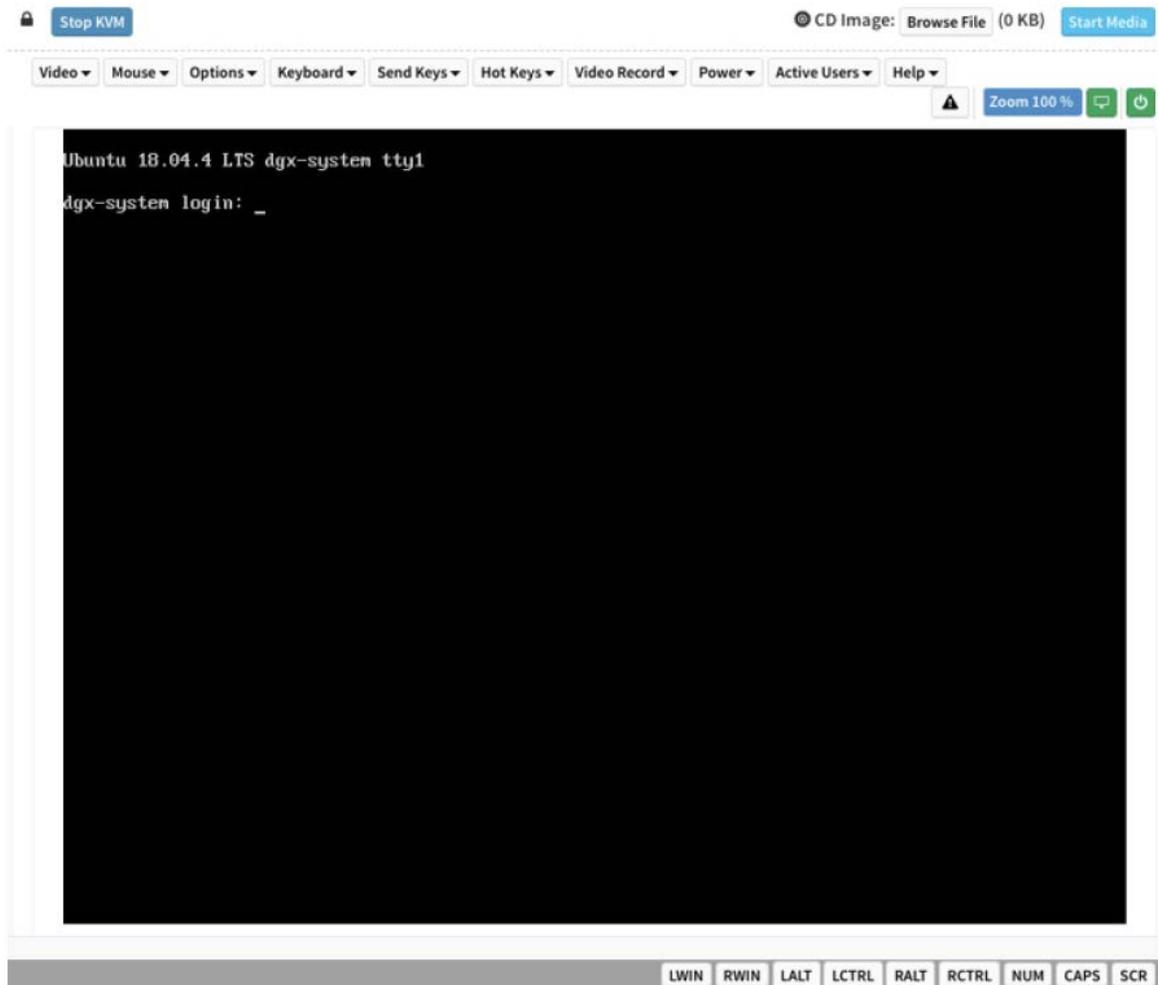 Stop KVM
CD Image: Browse File (0 KB) Start Media
Video Mouse Options Keyboard Send Keys Hot Keys Video Record Power Active Users Help
Zoom 100 %
Ubuntu 18.04.4 LTS dgx-system tty1
dgx-system login: _
LWIN RWIN LALT LCTRL RALT RCTRL NUM CAPS SCR